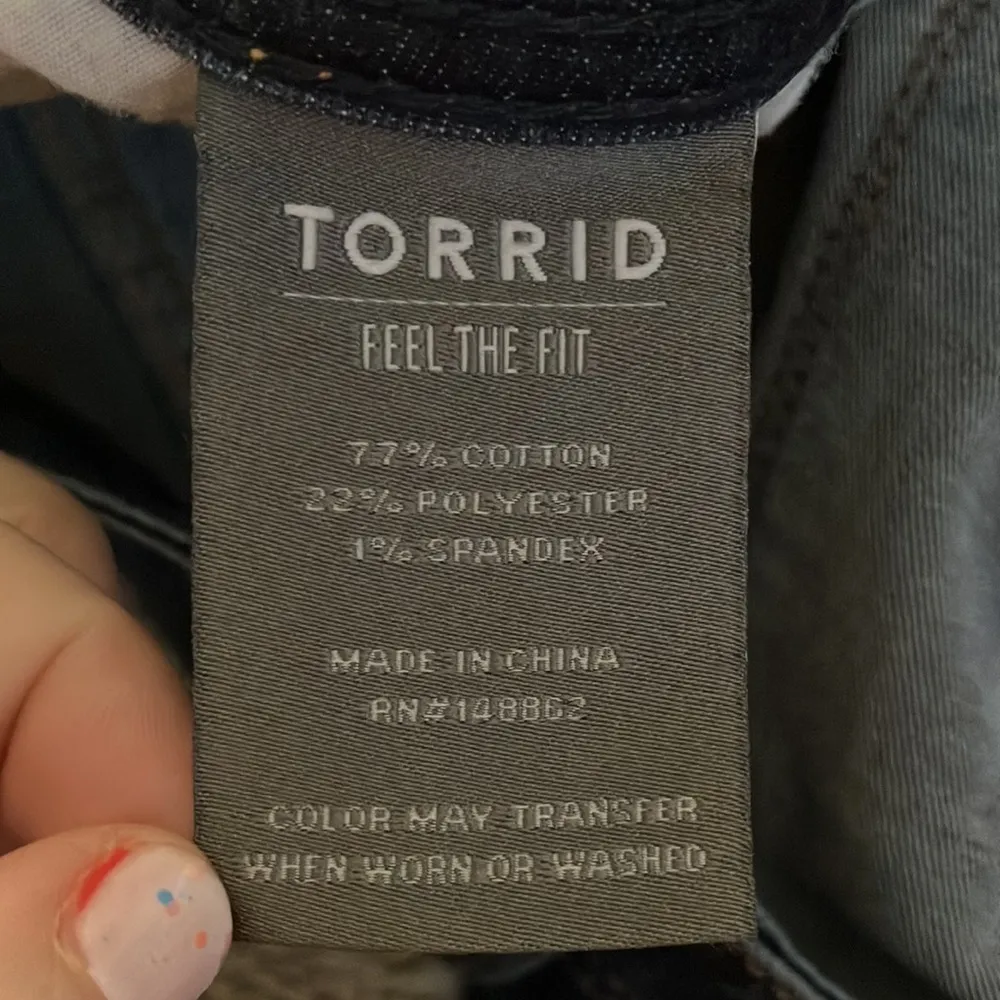 TORRID
FEEL THE FIT
77% COTTON
22% POLYESTER
1% SPANDEX
MADE IN CHINA
RN#148862
COLOR MAY TRANSFER
WHEN WORN OR WASHED